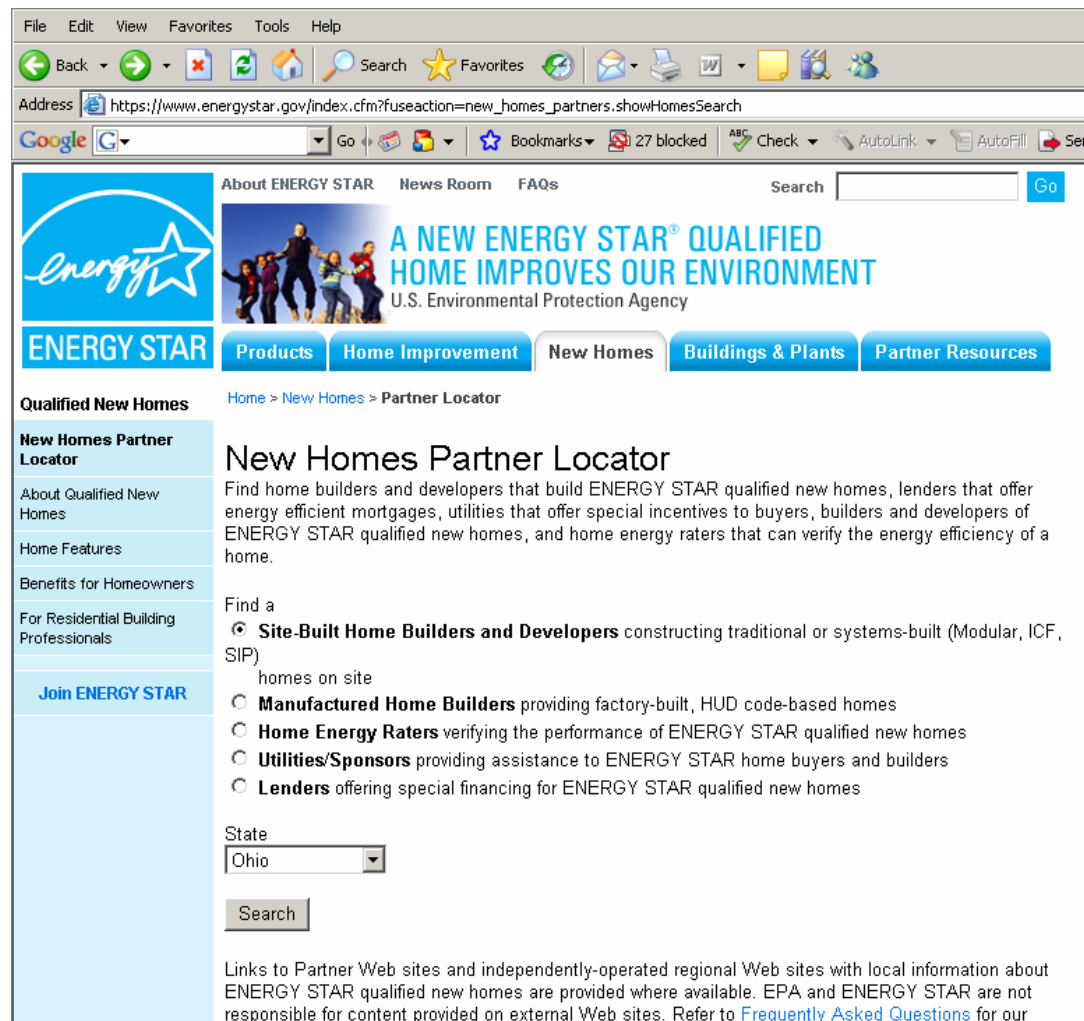 File Edit View Favorites Tools Help
Back Search Favorites
Address https://www.energystar.gov/index.cfm?fuseaction=new_homes_partners.showHomesSearch
Google G Go Bookmarks 27 blocked ABC Check AutoLink AutoFill
About ENERGY STAR News Room FAQs Search Go
energy
ENERGY STAR
A NEW ENERGY STAR® QUALIFIED
HOME IMPROVES OUR ENVIRONMENT
U.S. Environmental Protection Agency
Products Home Improvement New Homes Buildings & Plants Partner Resources
Qualified New Homes
New Homes Partner
Locator
About Qualified New
Homes
Home Features
Benefits for Homeowners
For Residential Building
Professionals
Join ENERGY STAR
Home > New Homes > Partner Locator
New Homes Partner Locator
Find home builders and developers that build ENERGY STAR qualified new homes, lenders that offer
energy efficient mortgages, utilities that offer special incentives to buyers, builders and developers of
ENERGY STAR qualified new homes, and home energy raters that can verify the energy efficiency of a
home.
Find a
Site-Built Home Builders and Developers constructing traditional or systems-built (Modular, ICF,
SIP)
homes on site
Manufactured Home Builders providing factory-built, HUD code-based homes
Home Energy Raters verifying the performance of ENERGY STAR qualified new homes
Utilities/Sponsors providing assistance to ENERGY STAR home buyers and builders
Lenders offering special financing for ENERGY STAR qualified new homes
State
Ohio
Search
Links to Partner Web sites and independently-operated regional Web sites with local information about
ENERGY STAR qualified new homes are provided where available. EPA and ENERGY STAR are not
responsible for content provided on external Web sites. Refer to Frequently Asked Questions for our